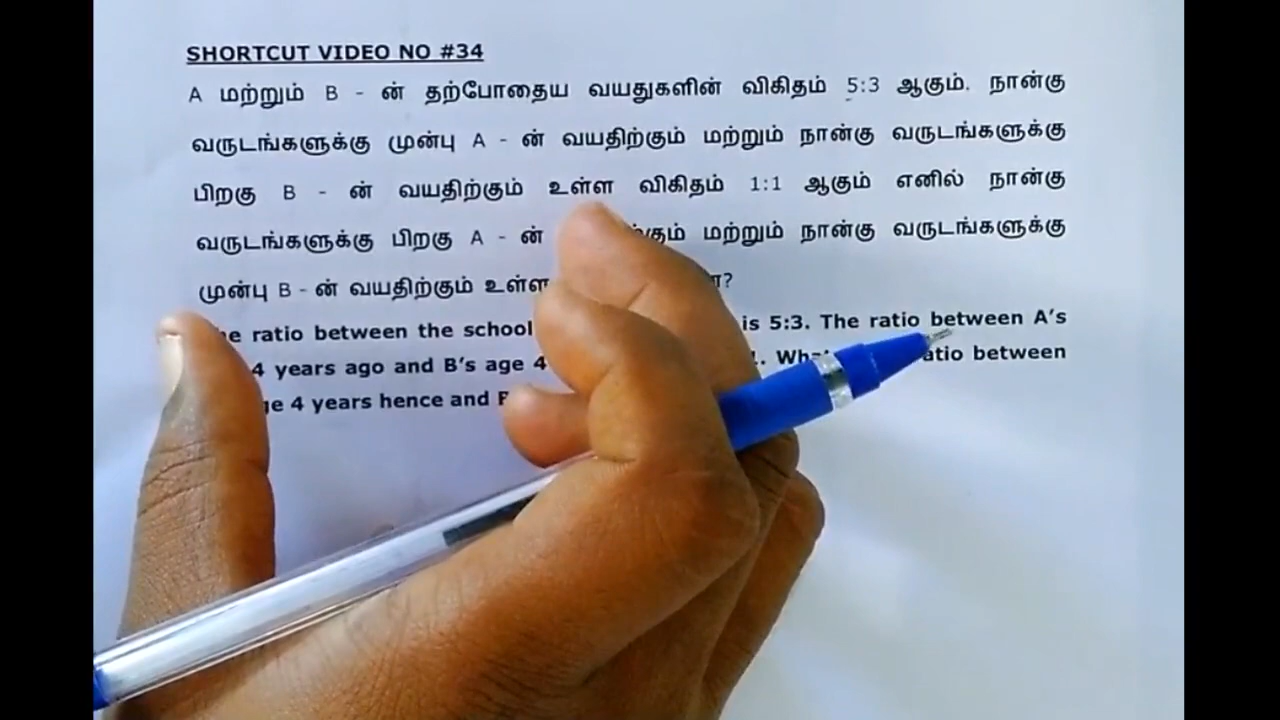 SHORTCUT VIDEO NO #34
A மற்றும் B - ன் தற்போதைய வயதுகளின் விகிதம் 5:3 ஆகும். நான்கு
வருடங்களுக்கு முன்பு A - ன் வயதிற்கும் மற்றும் நான்கு வருடங்களுக்கு
பிறகு B - ன் வயதிற்கும் உள்ள விகிதம் 1:1 ஆகும் எனில் நான்கு
வருடங்களுக்கு பிறகு A - ன் மற்றும் நான்கு வருடங்களுக்கு
முன்பு B - ன் வயதிற்கும் உள்ள
ratio between the school is 5:3. The ratio between A's
4 years ago and B's age 4 between
4 years hence and